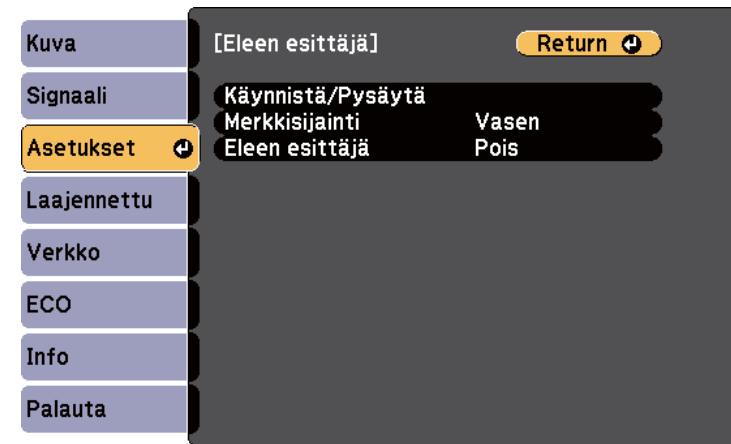 Kuva
Signaali
Asetukset
Laajennettu
Verkko
ECO
Info
Palauta
[Eleen esittäjä] Return
Käynnistä/Pysäytä
Merkkisijainti Vasen
Eleen esittäjä Pois